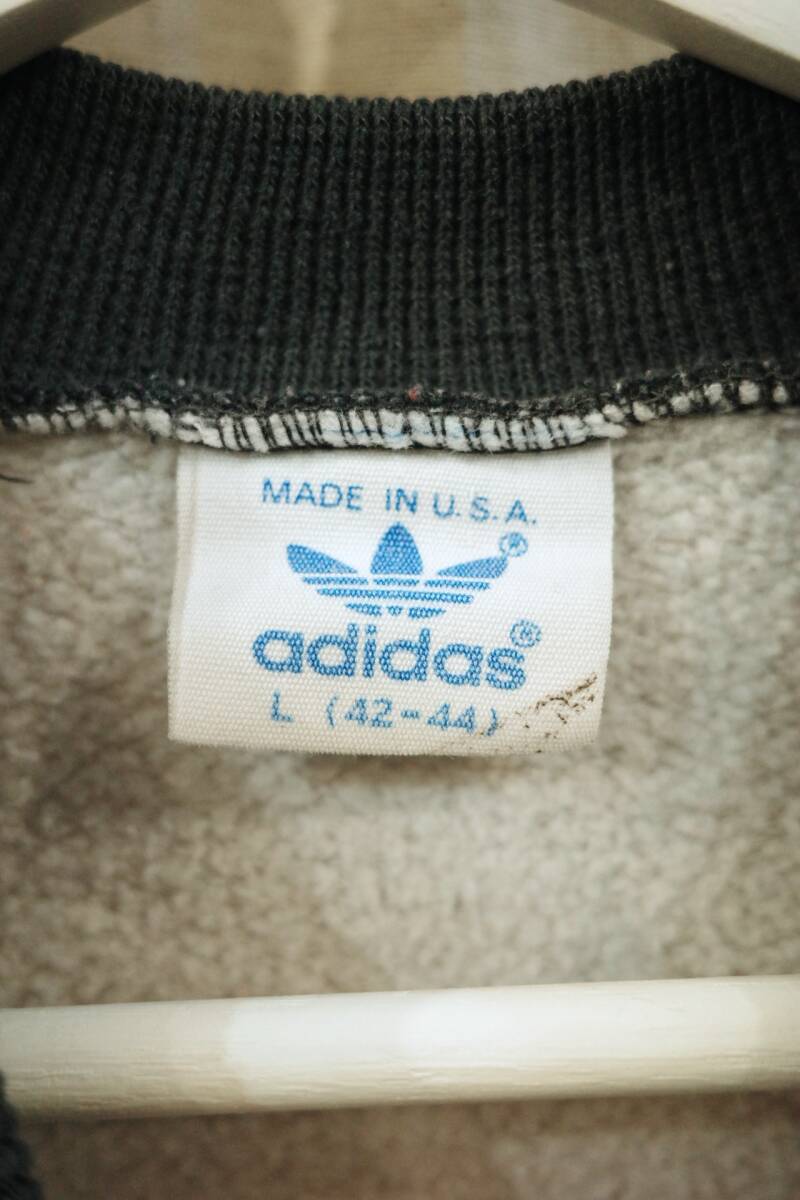 MADE IN U.S.A.
®
adidas®
L (42-44)